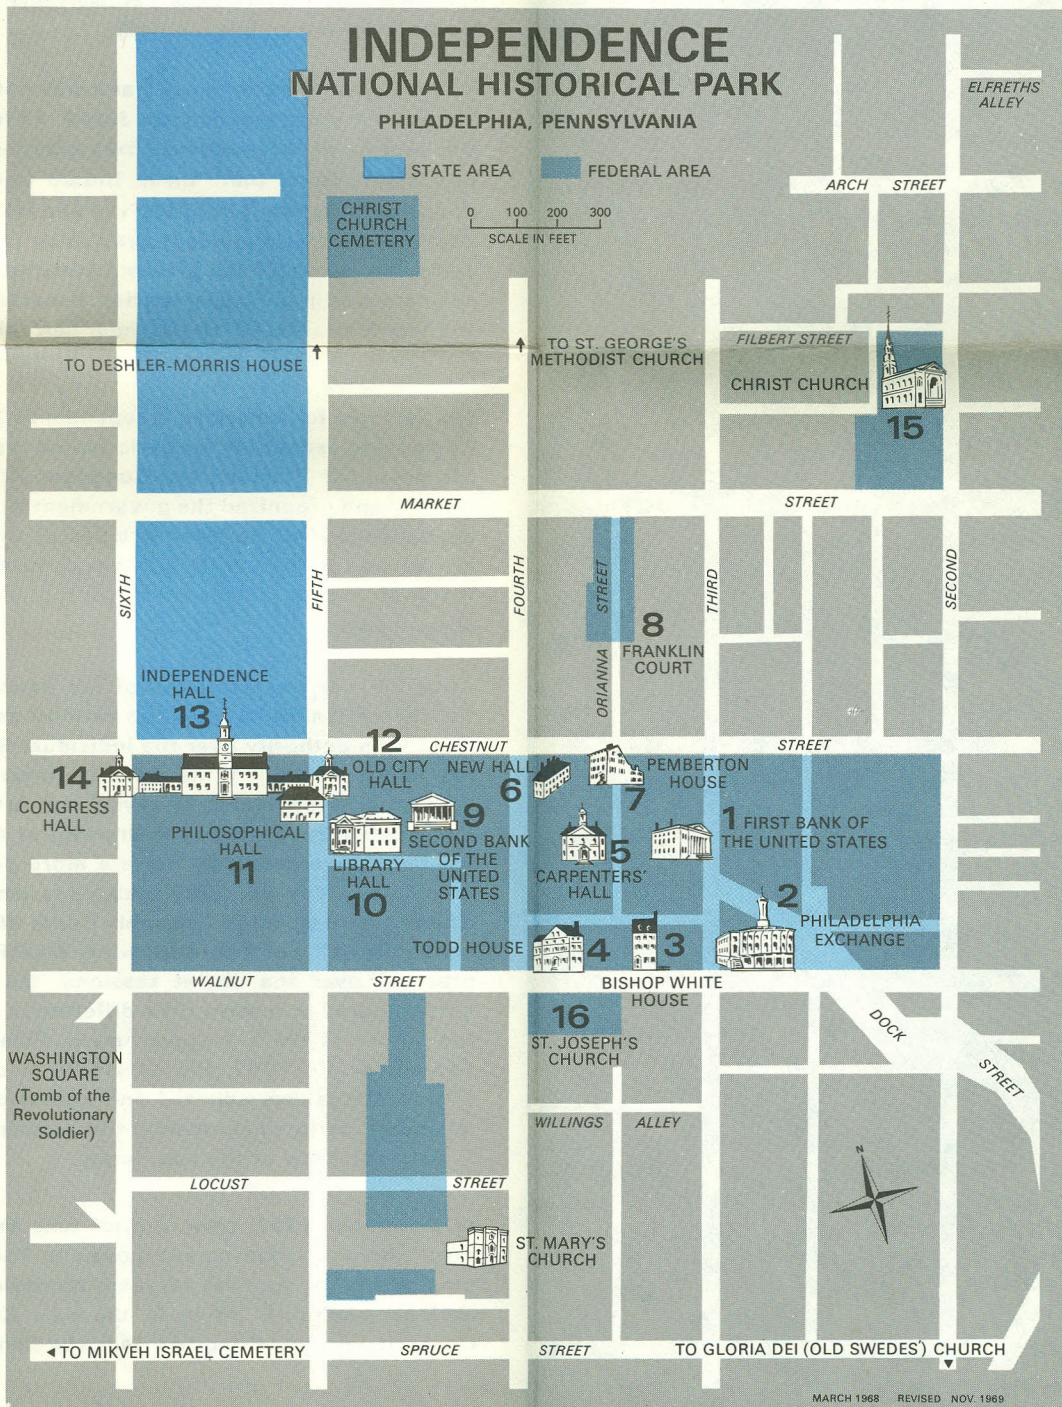 INDEPENDENCE
NATIONAL HISTORICAL PARK
PHILADELPHIA, PENNSYLVANIA
STATE AREA
FEDERAL AREA
ELFRETHS
ALLEY
ARCH STREET
CHRIST
CHURCH
CEMETERY
0 100 200 300
SCALE IN FEET
TO DESHLER-MORRIS HOUSE
TO ST. GEORGE'S
METHODIST CHURCH
FILBERT STREET
CHRIST CHURCH
15
MARKET STREET
SIXTH
FIFTH
FOURTH
ORIANNA STREET
THIRD
SECOND
8
FRANKLIN
COURT
INDEPENDENCE
HALL
13
CHESTNUT STREET
14
CONGRESS
HALL
12
OLD CITY
HALL
NEW HALL
6
PEMBERTON
HOUSE
7
PHILOSOPHICAL
HALL
11
LIBRARY
HALL
10
9
SECOND BANK
OF THE
UNITED
STATES
5
CARPENTERS'
HALL
1 FIRST BANK OF
THE UNITED STATES
2
PHILADELPHIA
EXCHANGE
TODD HOUSE
4
3
BISHOP WHITE
HOUSE
WALNUT STREET
16
ST. JOSEPH'S
CHURCH
DOCK STREET
WASHINGTON
SQUARE
(Tomb of the
Revolutionary
Soldier)
WILLINGS ALLEY
N
LOCUST STREET
ST. MARY'S
CHURCH
TO MIKVEH ISRAEL CEMETERY
SPRUCE STREET
TO GLORIA DEI (OLD SWEDES') CHURCH
MARCH 1968 REVISED NOV. 1969